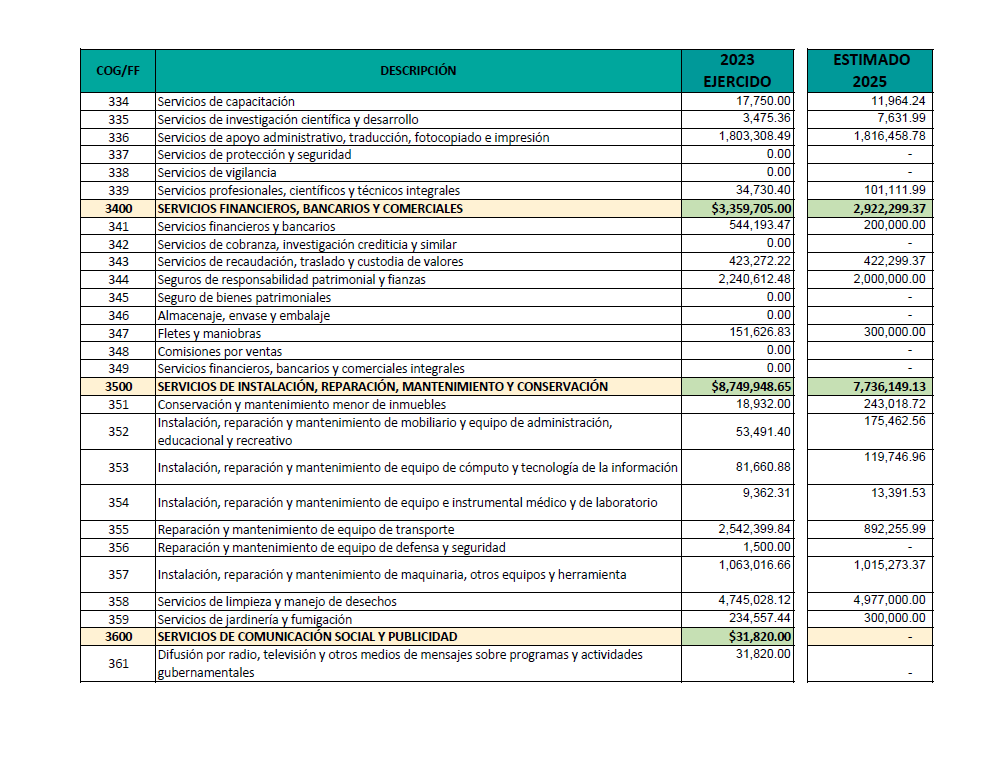 COG/FF DESCRIPCIÓN 2023 EJERCIDO ESTIMADO 2025
334 Servicios de capacitación 17,750.00 11,964.24
335 Servicios de investigación científica y desarrollo 3,475.36 7,631.99
336 Servicios de apoyo administrativo, traducción, fotocopiado e impresión 1,803,308.49 1,816,458.78
337 Servicios de protección y seguridad 0.00 -
338 Servicios de vigilancia 0.00 -
339 Servicios profesionales, científicos y técnicos integrales 34,730.40 101,111.99
3400 SERVICIOS FINANCIEROS, BANCARIOS Y COMERCIALES $3,359,705.00 2,922,299.37
341 Servicios financieros y bancarios 544,193.47 200,000.00
342 Servicios de cobranza, investigación crediticia y similar 0.00 -
343 Servicios de recaudación, traslado y custodia de valores 423,272.22 422,299.37
344 Seguros de responsabilidad patrimonial y fianzas 2,240,612.48 2,000,000.00
345 Seguro de bienes patrimoniales 0.00 -
346 Almacenaje, envase y embalaje 0.00 -
347 Fletes y maniobras 151,626.83 300,000.00
348 Comisiones por ventas 0.00 -
349 Servicios financieros, bancarios y comerciales integrales 0.00 -
3500 SERVICIOS DE INSTALACIÓN, REPARACIÓN, MANTENIMIENTO Y CONSERVACIÓN $8,749,948.65 7,736,149.13
351 Conservación y mantenimiento menor de inmuebles 18,932.00 243,018.72
352 Instalación, reparación y mantenimiento de mobiliario y equipo de administración,
educacional y recreativo 53,491.40 175,462.56
353 Instalación, reparación y mantenimiento de equipo de cómputo y tecnología de la información 81,660.88 119,746.96
354 Instalación, reparación y mantenimiento de equipo e instrumental médico y de laboratorio 9,362.31 13,391.53
355 Reparación y mantenimiento de equipo de transporte 2,542,399.84 892,255.99
356 Reparación y mantenimiento de equipo de defensa y seguridad 1,500.00 -
357 Instalación, reparación y mantenimiento de maquinaria, otros equipos y herramienta 1,063,016.66 1,015,273.37
358 Servicios de limpieza y manejo de desechos 4,745,028.12 4,977,000.00
359 Servicios de jardinería y fumigación 234,557.44 300,000.00
3600 SERVICIOS DE COMUNICACIÓN SOCIAL Y PUBLICIDAD $31,820.00 -
361 Difusión por radio, televisión y otros medios de mensajes sobre programas y actividades
gubernamentales 31,820.00 -